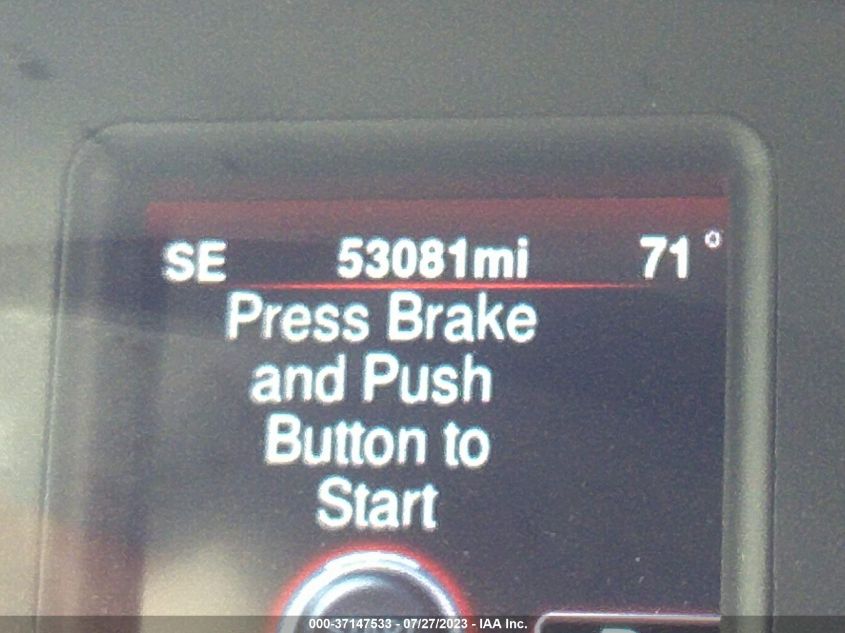 SE 53081mi 71°
Press Brake
and Push
Button to
Start
000-37147533 - 07/27/2023 - IAA Inc.